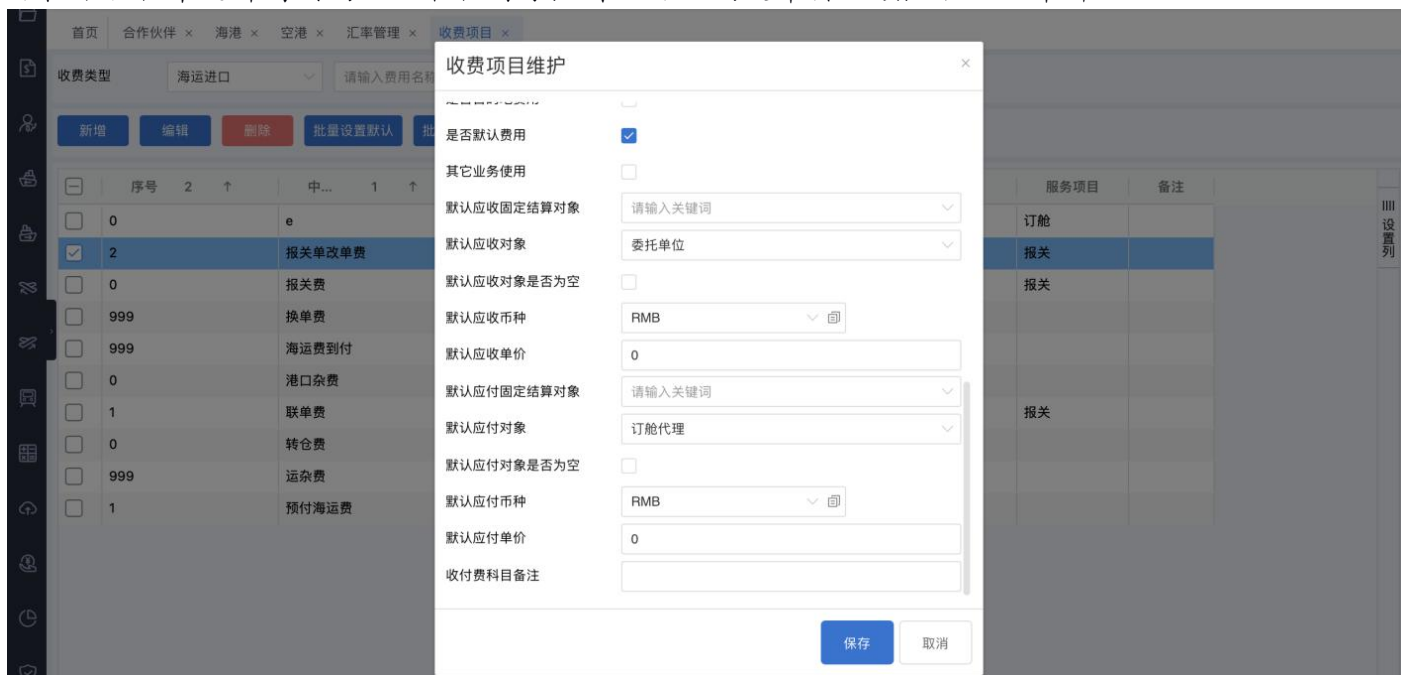 首页 合作伙伴 × 海港 × 空港 × 汇率管理 × 收费项目 ×
收费类型 海运进口 请输入费用名称
新增 编辑 删除 批量设置默认 批
序号 2 ↑ 中... 1 ↑ 服务项目 备注
0 e 订舱
2 报关单改单费 报关
0 报关费 报关
999 换单费
999 海运费到付
0 港口杂费
1 联单费 报关
0 转仓费
999 运杂费
1 预付海运费
设置列
收费项目维护 ×
是否默认费用
其它业务使用
默认应收固定结算对象 请输入关键词
默认应收对象 委托单位
默认应收对象是否为空
默认应收币种 RMB
默认应收单价 0
默认应付固定结算对象 请输入关键词
默认应付对象 订舱代理
默认应付对象是否为空
默认应付币种 RMB
默认应付单价 0
收付费科目备注
保存 取消